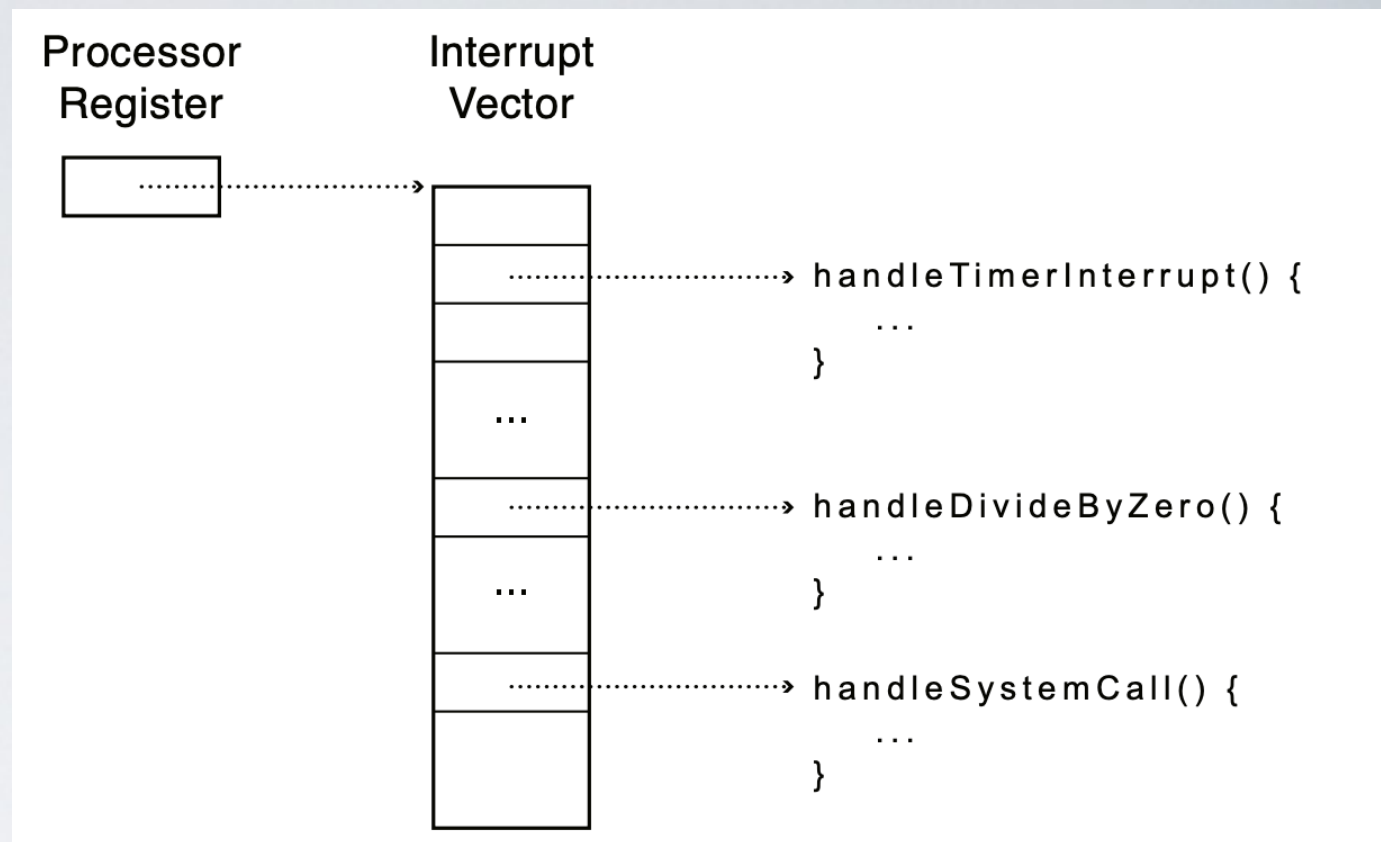 Processor
Register
Interrupt
Vector
handleTimerInterrupt() {
...
}
...
handleDivideByZero() {
...
}
...
handleSystemCall() {
...
}